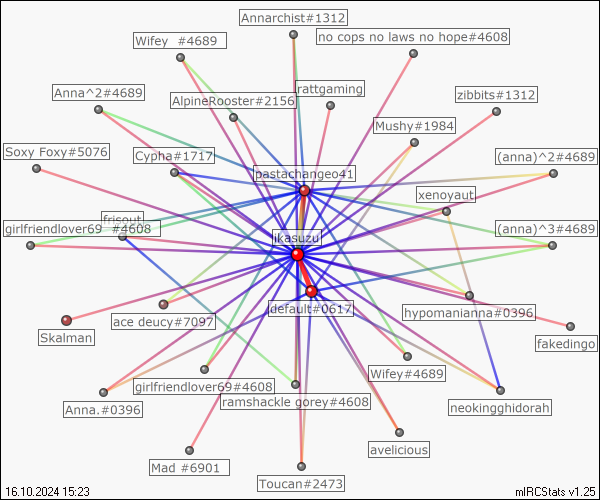 Annarchist#1312
no cops no laws no hope#4608
Wifey #4689
rattgaming
Anna^2#4689
AlpineRooster#2156
zibbits#1312
Mushy#1984
Soxy Foxy#5076
Cypha#1717
(anna)^2#4689
pastachangeo41
xenoyaut
frisout
girlfriendlover69 #4608
jikasuzu
(anna)^3#4689
default#0617
hypomanianna#0396
ace deucy#7097
Skalman
fakedingo
Wifey#4689
girlfriendlover69#4608
ramshackle gorey#4608
Anna.#0396
neokingghidorah
avelicious
Mad #6901
Toucan#2473
16.10.2024 15:23
mIRCStats v1.25